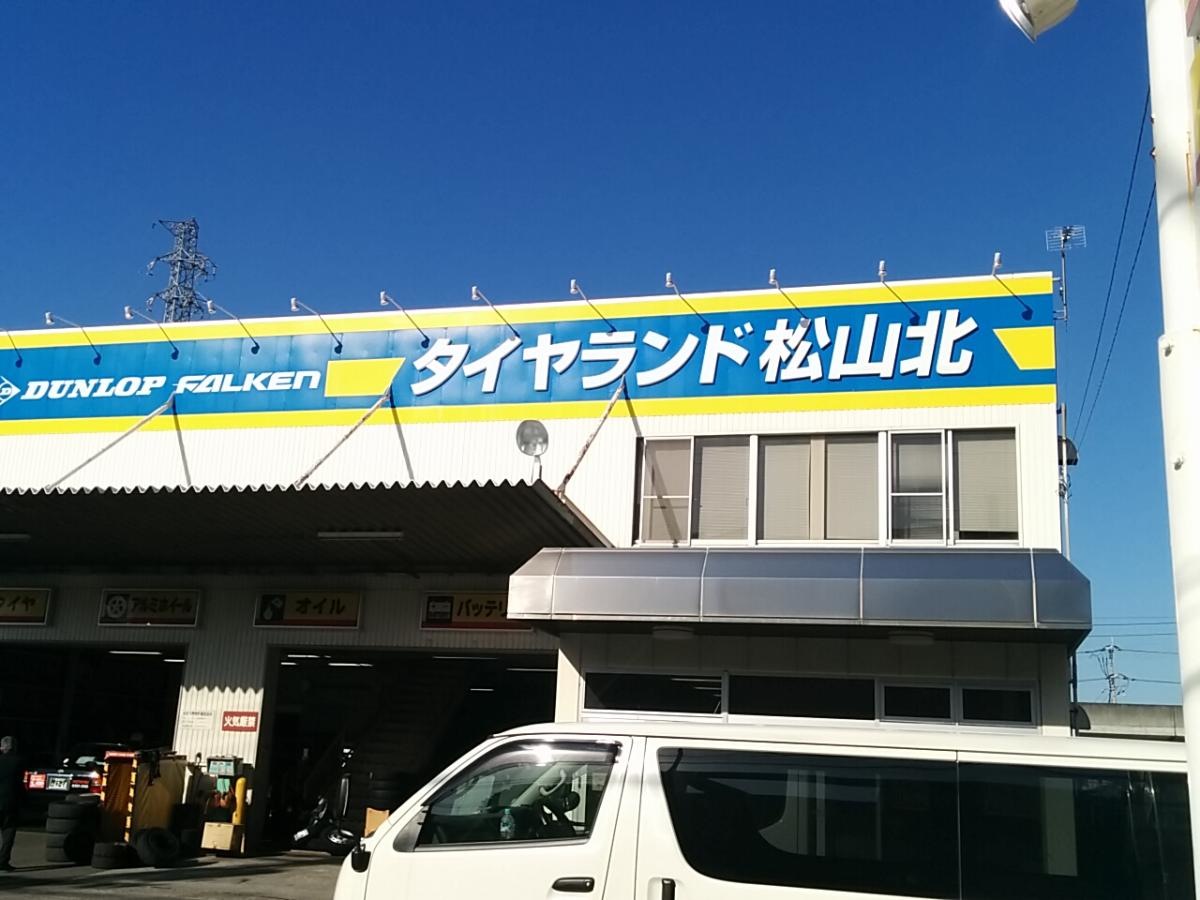 DUNLOP FALKEN タイヤランド松山北
タイヤ
アルミホイール
オイル
バッテリ
火気厳禁